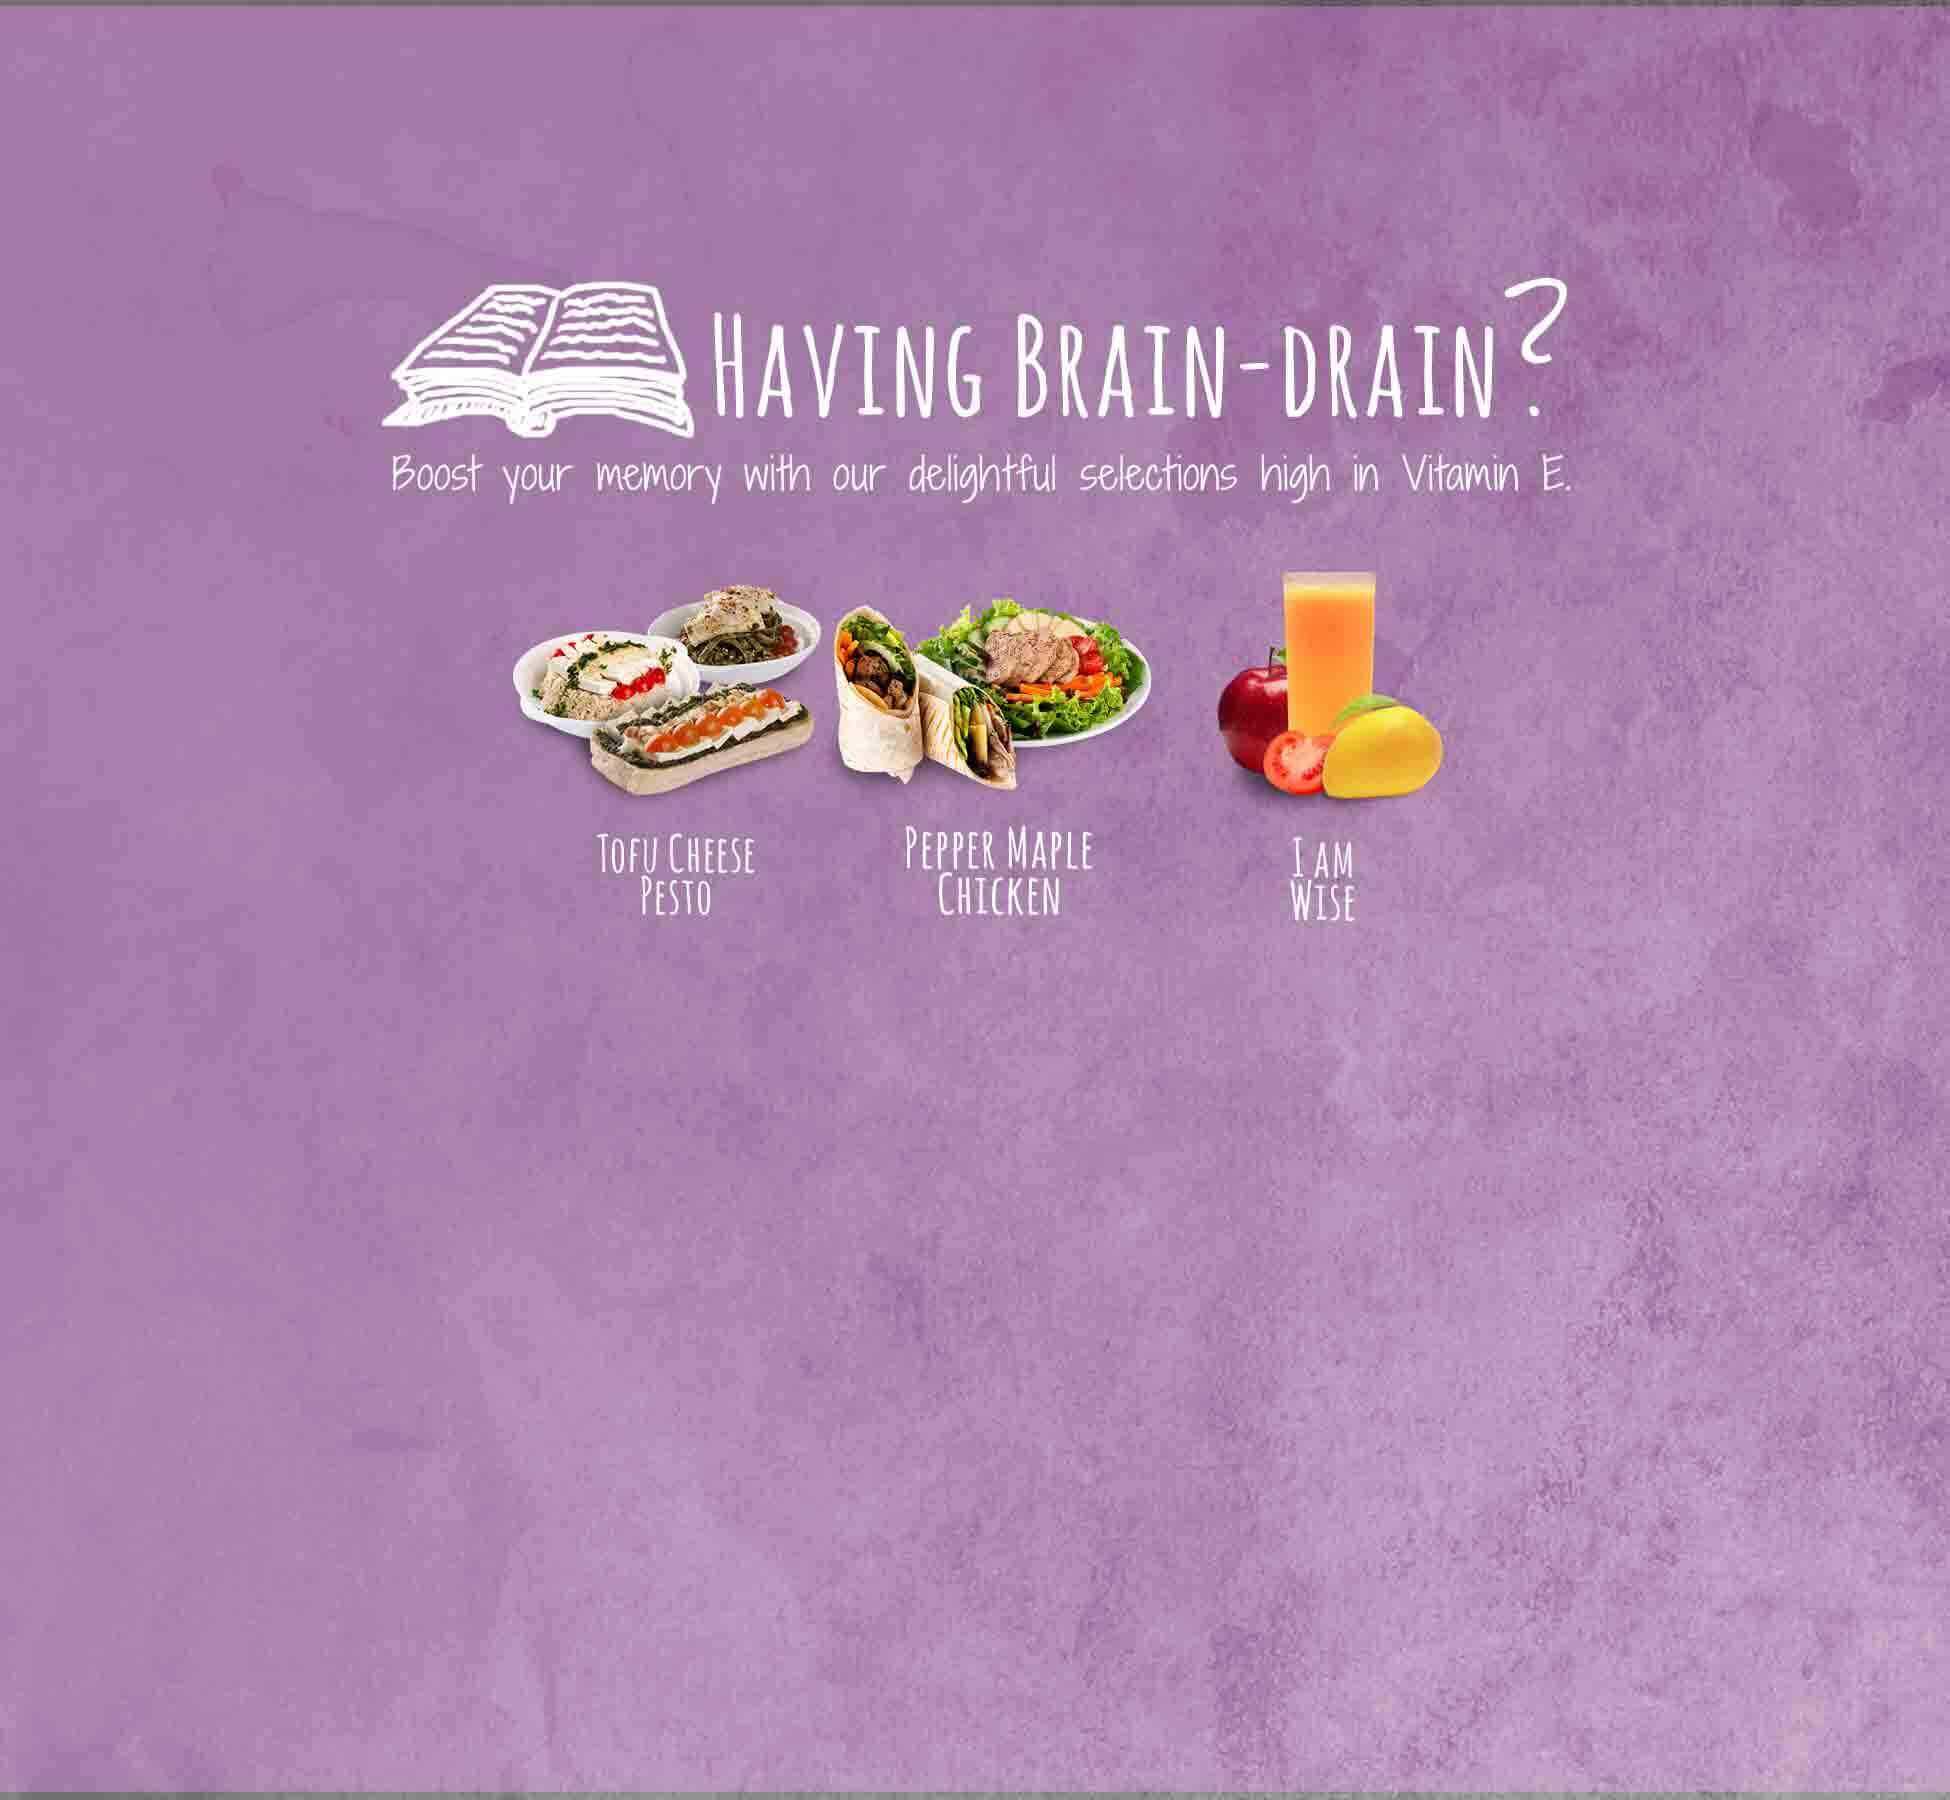 Having Brain-drain?
Boost your memory with our delightful selections high in Vitamin E.
Tofu Cheese
Pesto
Pepper Maple
Chicken
I am
Wise